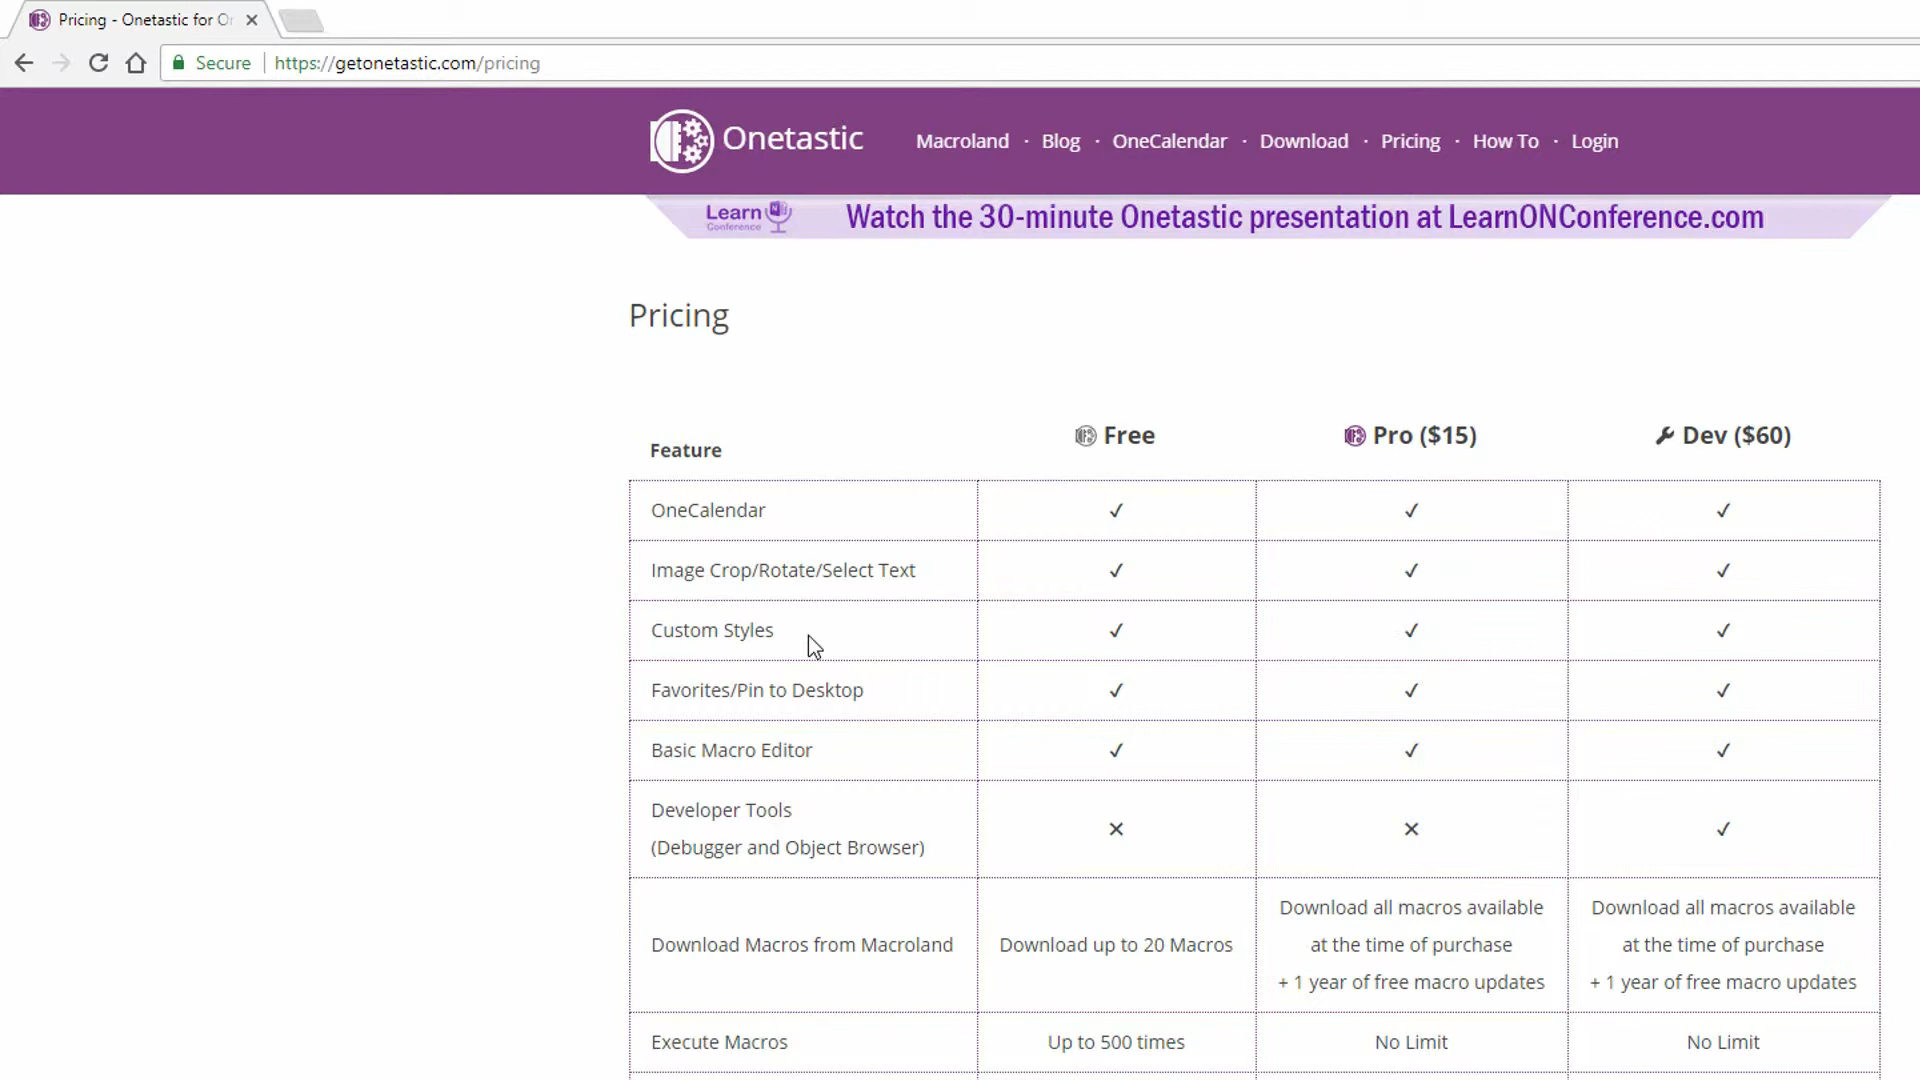 Pricing - Onetastic for Or
Secure https://getonetastic.com/pricing
Onetastic Macroland · Blog · OneCalendar · Download · Pricing · How To · Login
Learn Conference Watch the 30-minute Onetastic presentation at LearnONConference.com
Pricing
Feature Free Pro ($15) Dev ($60)
OneCalendar ✓ ✓ ✓
Image Crop/Rotate/Select Text ✓ ✓ ✓
Custom Styles ✓ ✓ ✓
Favorites/Pin to Desktop ✓ ✓ ✓
Basic Macro Editor ✓ ✓ ✓
Developer Tools
(Debugger and Object Browser) ✕ ✕ ✓
Download Macros from Macroland
Download up to 20 Macros
Download all macros available
at the time of purchase
+ 1 year of free macro updates
Download all macros available
at the time of purchase
+ 1 year of free macro updates
Execute Macros Up to 500 times No Limit No Limit